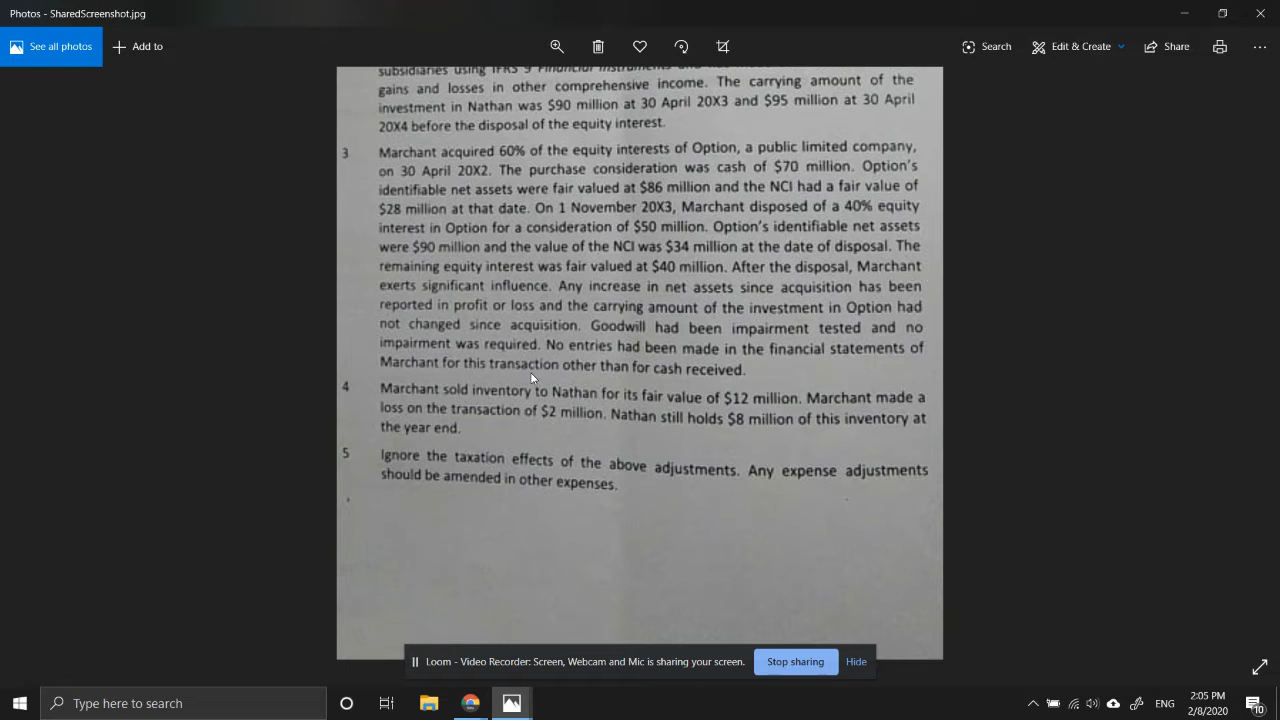 Photos - SharedScreenshot.jpg
See all photos
Add to
Search
Edit & Create
Share
subsidiaries using IFRS 9 Financial Instruments and
gains and losses in other comprehensive income. The carrying amount of the
investment in Nathan was $90 million at 30 April 20X3 and $95 million at 30 April
20X4 before the disposal of the equity interest.
3 Marchant acquired 60% of the equity interests of Option, a public limited company,
on 30 April 20X2. The purchase consideration was cash of $70 million. Option's
identifiable net assets were fair valued at $86 million and the NCI had a fair value of
$28 million at that date. On 1 November 20X3, Marchant disposed of a 40% equity
interest in Option for a consideration of $50 million. Option's identifiable net assets
were $90 million and the value of the NCI was $34 million at the date of disposal. The
remaining equity interest was fair valued at $40 million. After the disposal, Marchant
exerts significant influence. Any increase in net assets since acquisition has been
reported in profit or loss and the carrying amount of the investment in Option had
not changed since acquisition. Goodwill had been impairment tested and no
impairment was required. No entries had been made in the financial statements of
Marchant for this transaction other than for cash received.
4 Marchant sold inventory to Nathan for its fair value of $12 million. Marchant made a
loss on the transaction of $2 million. Nathan still holds $8 million of this inventory at
the year end.
5 Ignore the taxation effects of the above adjustments. Any expense adjustments
should be amended in other expenses.
Loom - Video Recorder: Screen, Webcam and Mic is sharing your screen.
Stop sharing
Hide
Type here to search
ENG
2:05 PM
2/8/2020
10